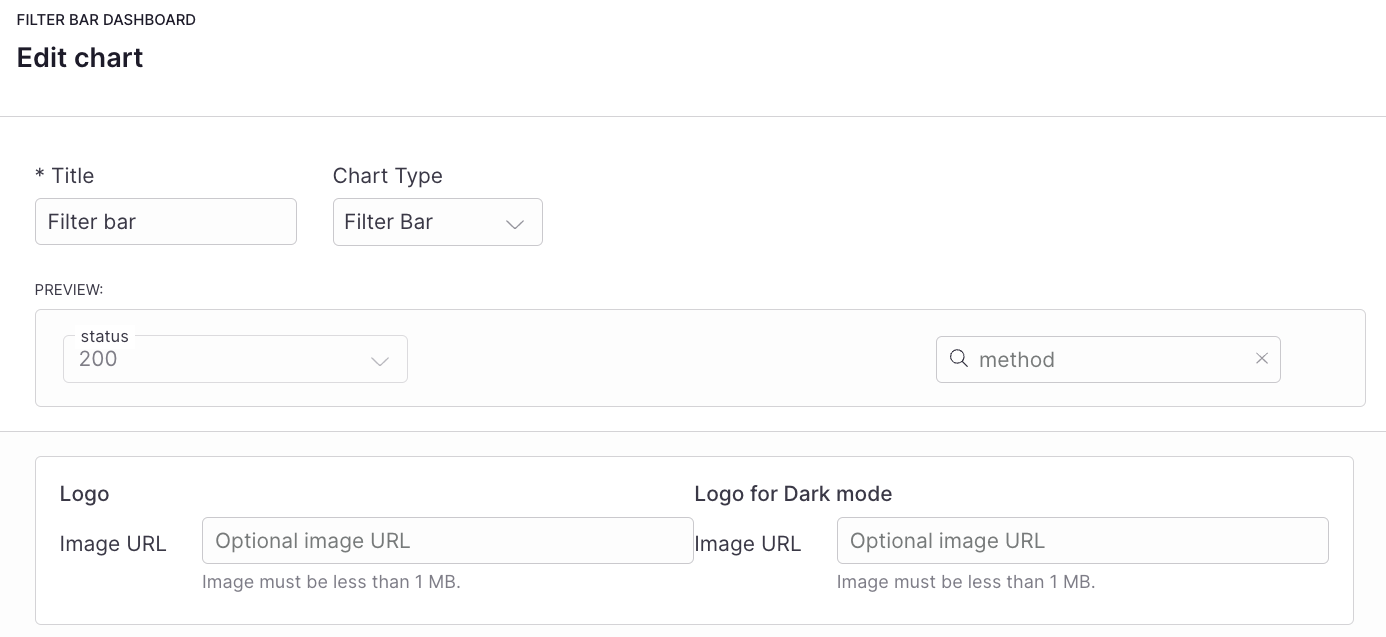 FILTER BAR DASHBOARD
Edit chart
* Title
Chart Type
Filter bar
Filter Bar
PREVIEW:
status
200
method
Logo
Logo for Dark mode
Image URL
Optional image URL
Image URL
Optional image URL
Image must be less than 1 MB.
Image must be less than 1 MB.